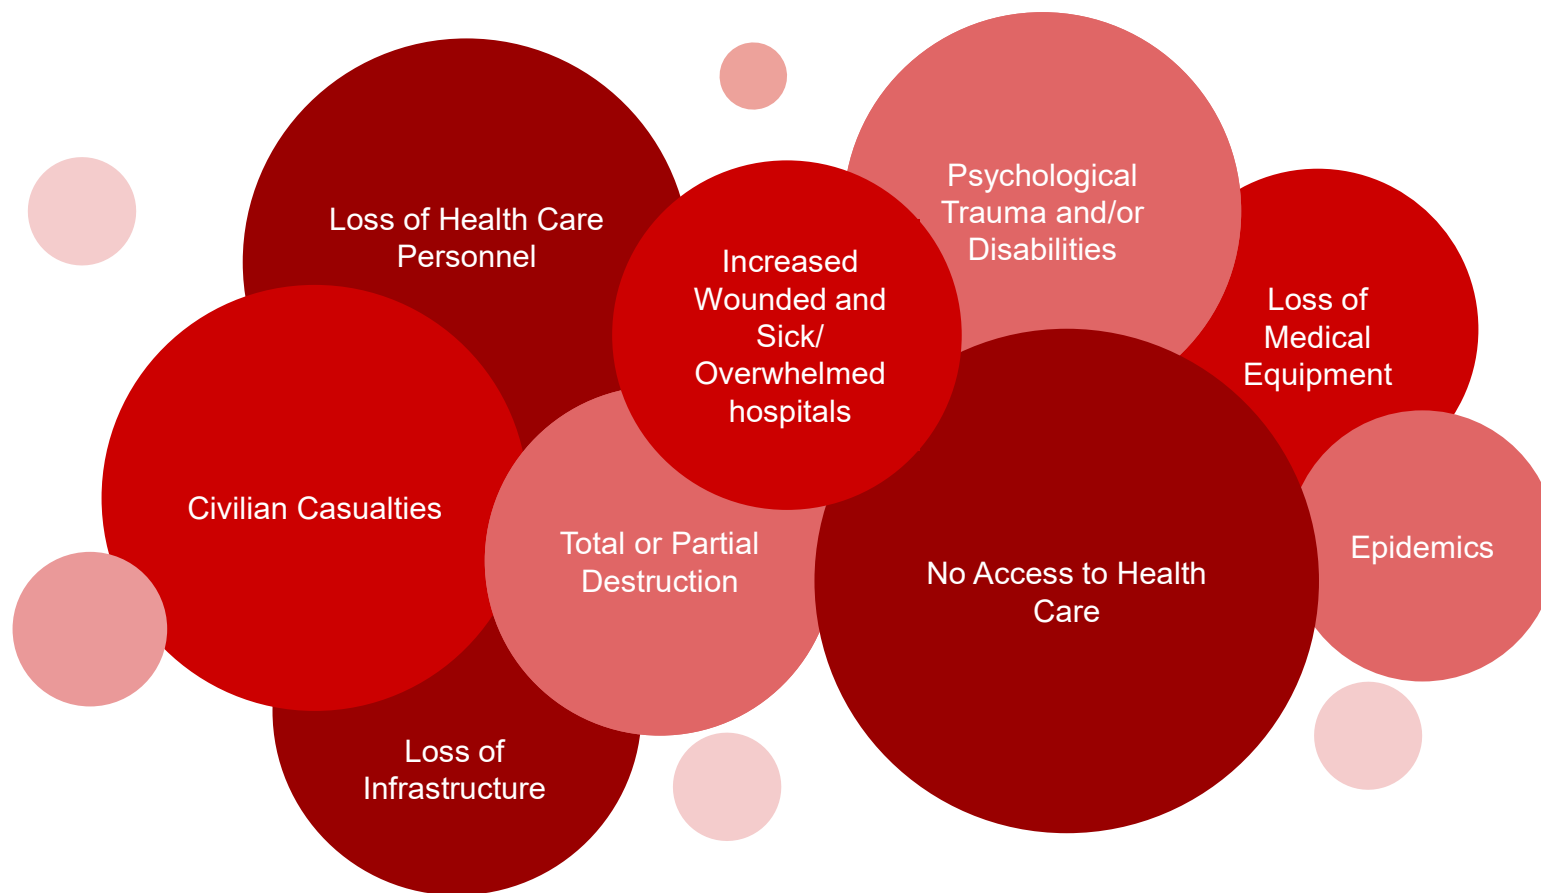 Loss of Health Care
Personnel
Increased
Wounded and
Sick/
Overwhelmed
hospitals
Psychological
Trauma and/or
Disabilities
Loss of
Medical
Equipment
Civilian Casualties
Total or Partial
Destruction
No Access to Health
Care
Epidemics
Loss of
Infrastructure